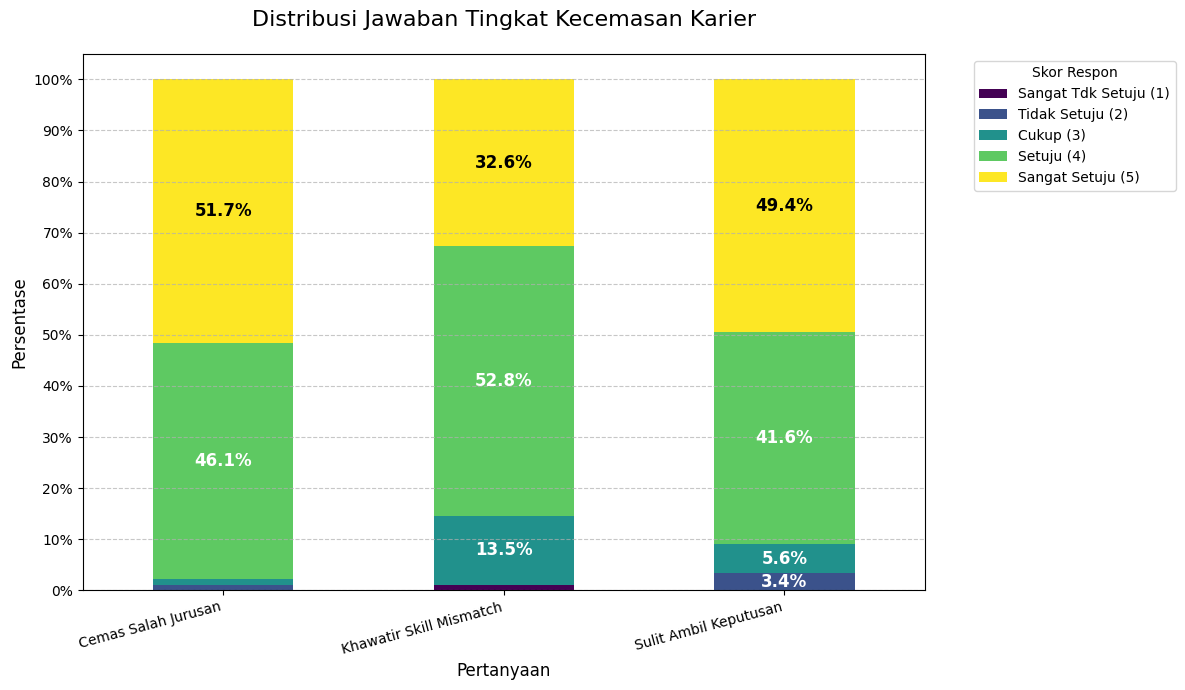 Distribusi Jawaban Tingkat Kecemasan Karier
Persentase
100%
90%
80%
70%
60%
50%
40%
30%
20%
10%
0%
51.7%
46.1%
32.6%
52.8%
13.5%
49.4%
41.6%
5.6%
3.4%
Cemas Salah Jurusan
Khawatir Skill Mismatch
Sulit Ambil Keputusan
Pertanyaan
Skor Respon
Sangat Tdk Setuju (1)
Tidak Setuju (2)
Cukup (3)
Setuju (4)
Sangat Setuju (5)